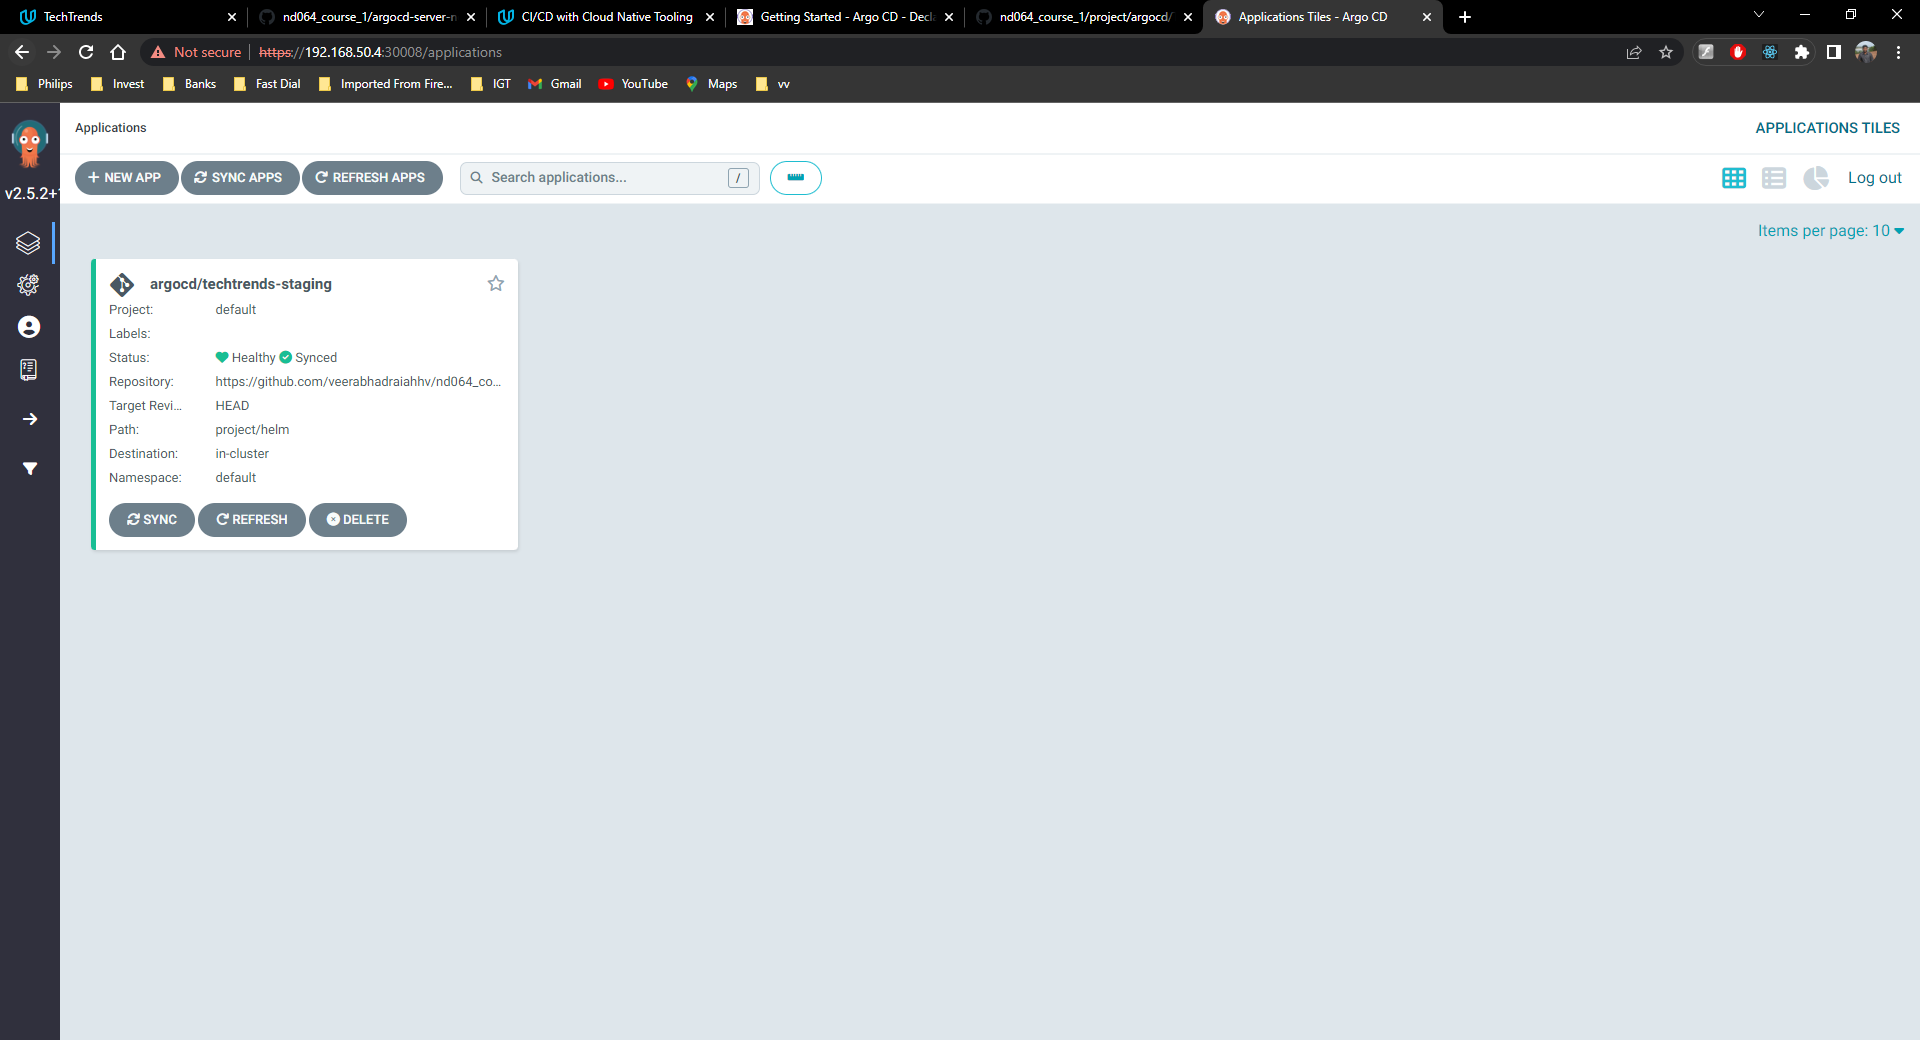 TechTrends
nd064_course_1/argocd-server-n
CI/CD with Cloud Native Tooling
Getting Started - Argo CD - Decla
nd064_course_1/project/argocd/
Applications Tiles - Argo CD
Not secure https://192.168.50.4:30008/applications
Philips Invest Banks Fast Dial Imported From Fire... IGT Gmail YouTube Maps vv
Applications
APPLICATIONS TILES
v2.5.2+
NEW APP SYNC APPS REFRESH APPS Search applications... / Log out
Items per page: 10
argocd/techtrends-staging
Project: default
Labels:
Status: Healthy Synced
Repository: https://github.com/veerabhadraiahhv/nd064_co...
Target Revi... HEAD
Path: project/helm
Destination: in-cluster
Namespace: default
SYNC REFRESH DELETE